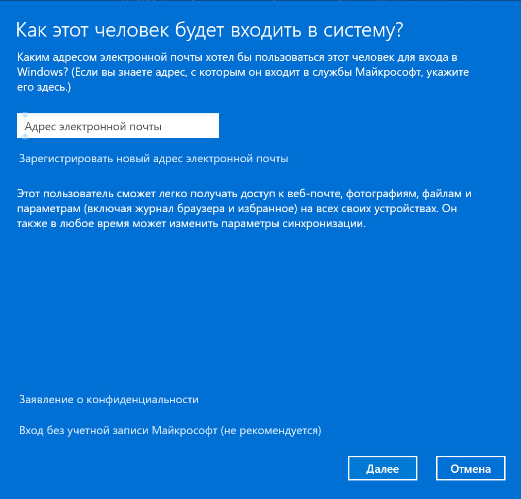 Как этот человек будет входить в систему?
Каким адресом электронной почты хотел бы пользоваться этот человек для входа в
Windows? (Если вы знаете адрес, с которым он входит в службы Майкрософт, укажите
его здесь.)
Адрес электронной почты
Зарегистрировать новый адрес электронной почты
Этот пользователь сможет легко получать доступ к веб-почте, фотографиям, файлам и
параметрам (включая журнал браузера и избранное) на всех своих устройствах. Он
также в любое время может изменить параметры синхронизации.
Заявление о конфиденциальности
Вход без учетной записи Майкрософт (не рекомендуется)
Далее
Отмена